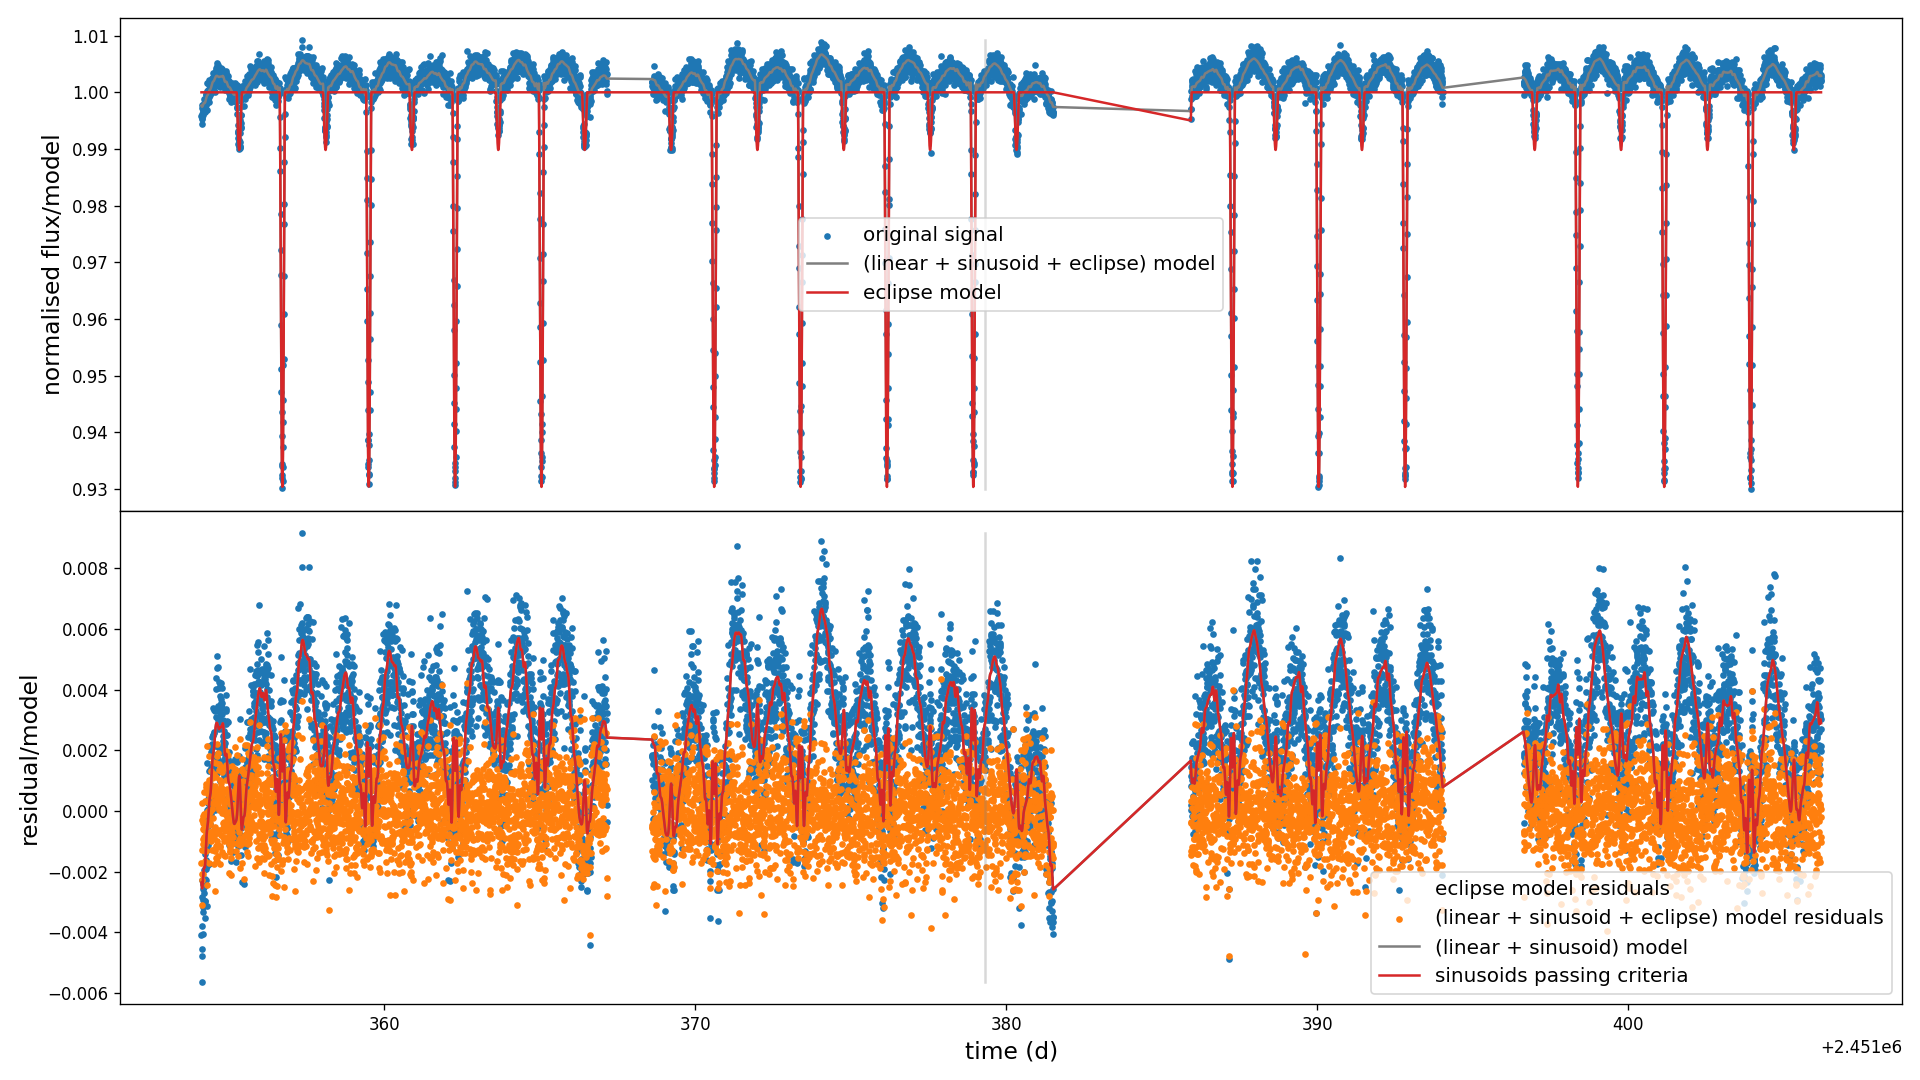 1.01
1.00
0.99
0.98
0.97
0.96
0.95
0.94
0.93
normalised flux/model
original signal
(linear + sinusoid + eclipse) model
eclipse model
0.008
0.006
0.004
0.002
0.000
−0.002
−0.004
−0.006
residual/model
eclipse model residuals
(linear + sinusoid + eclipse) model residuals
(linear + sinusoid) model
sinusoids passing criteria
360 370 380 390 400
time (d)
+2.451e6